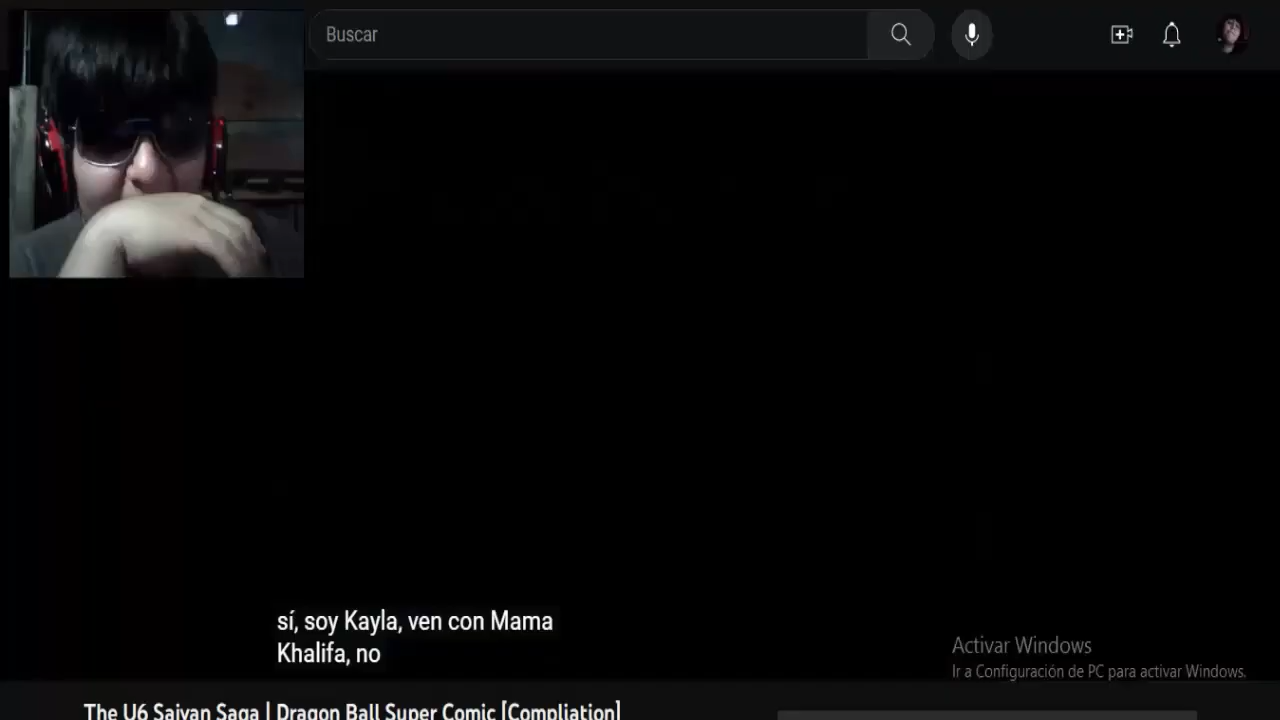 Buscar
sí, soy Kayla, ven con Mama
Khalifa, no
Activar Windows
Ir a Configuración de PC para activar Windows.
The U6 Saiyan Saga | Dragon Ball Super Comic [Compliation]